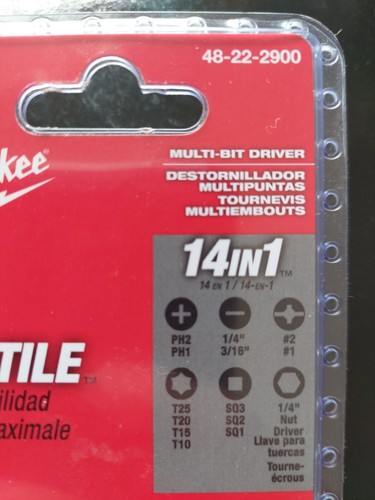 48-22-2900
kee
MULTI-BIT DRIVER
DESTORNILLADOR
MULTIPUNTAS
TOURNEVIS
MULTIEMBOUTS
14IN1™
14 EN 1 / 14-EN-1
PH2 1/4" #2
PH1 3/16" #1
TILE™
ilidad
aximale
T25 SQ3 1/4"
T20 SQ2 Nut
T15 SQ1 Driver
T10 Llave para
tuercas
Tourne-
écrous